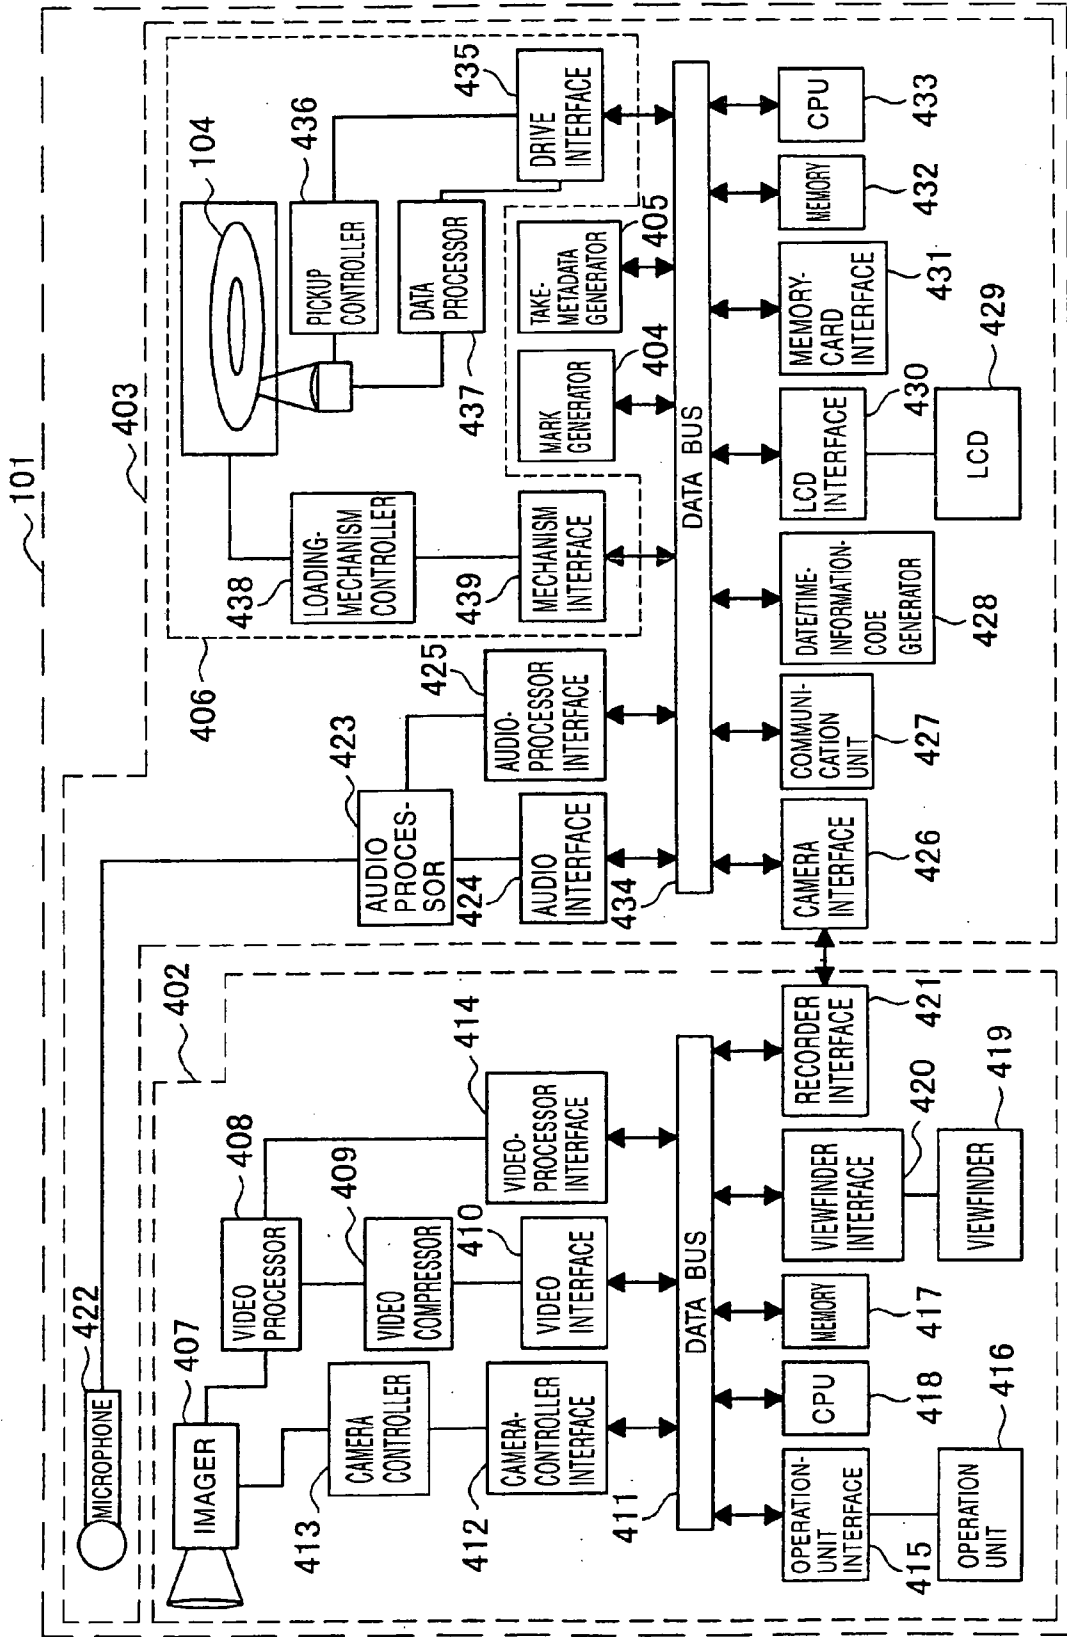 101
422
MICROPHONE
402
407
IMAGER
408
VIDEO
PROCESSOR
413
CAMERA
CONTROLLER
409
VIDEO
COMPRESSOR
414
VIDEO-
PROCESSOR
INTERFACE
412
CAMERA-
CONTROLLER
INTERFACE
410
VIDEO
INTERFACE
411
DATA BUS
OPERATION-
UNIT
INTERFACE
415
CPU
418
MEMORY
417
VIEWFINDER
INTERFACE
420
RECORDER
INTERFACE
421
OPERATION
UNIT
416
VIEWFINDER
419
403
406
104
423
AUDIO
PROCES-
SOR
438
LOADING-
MECHANISM
CONTROLLER
PICKUP
CONTROLLER
436
DATA
PROCESSOR
437
424
AUDIO
INTERFACE
425
AUDIO-
PROCESSOR
INTERFACE
439
MECHANISM
INTERFACE
MARK
GENERATOR
404
TAKE-
METADATA
GENERATOR
405
DRIVE
INTERFACE
435
434
DATA BUS
CAMERA
INTERFACE
426
COMMUNI-
CATION
UNIT
427
DATE/TIME-
INFORMATION-
CODE
GENERATOR
428
LCD
INTERFACE
430
MEMORY-
CARD
INTERFACE
431
MEMORY
432
CPU
433
LCD
429